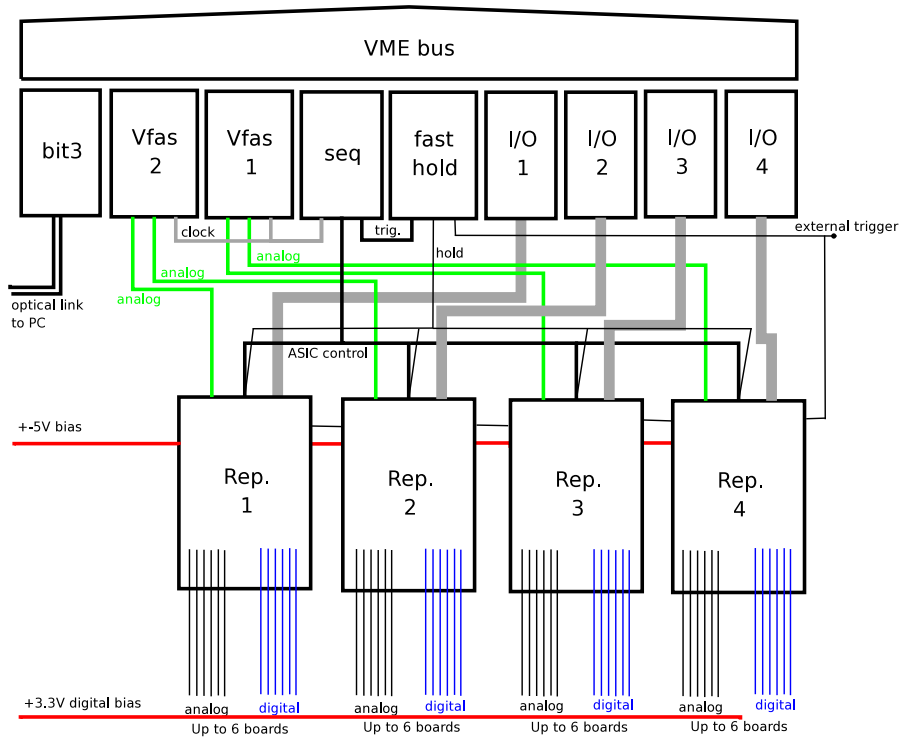 VME bus
bit3
Vfas
2
Vfas
1
seq
fast
hold
I/O
1
I/O
2
I/O
3
I/O
4
clock
trig.
external trigger
hold
analog
analog
analog
optical link
to PC
ASIC control
+-5V bias
Rep.
1
Rep.
2
Rep.
3
Rep.
4
+3.3V digital bias
analog
digital
analog
digital
analog
digital
analog
digital
Up to 6 boards
Up to 6 boards
Up to 6 boards
Up to 6 boards